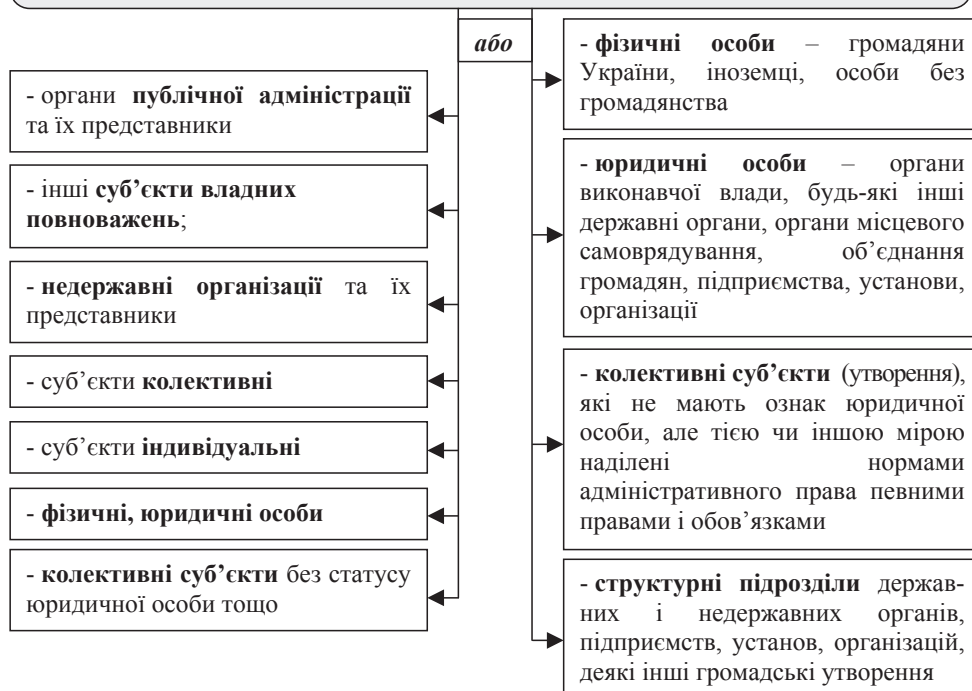 або
- органи публічної адміністрації
та їх представники
- інші суб’єкти владних
повноважень;
- недержавні організації та їх
представники
- суб’єкти колективні
- суб’єкти індивідуальні
- фізичні, юридичні особи
- колективні суб’єкти без статусу
юридичної особи тощо
- фізичні особи – громадяни
України, іноземці, особи без
громадянства
- юридичні особи – органи
виконавчої влади, будь-які інші
державні органи, органи місцевого
самоврядування, об’єднання
громадян, підприємства, установи,
організації
- колективні суб’єкти (утворення),
які не мають ознак юридичної
особи, але тією чи іншою мірою
наділені нормами
адміністративного права певними
правами і обов’язками
- структурні підрозділи держав-
них і недержавних органів,
підприємств, установ, організацій,
деякі інші громадські утворення